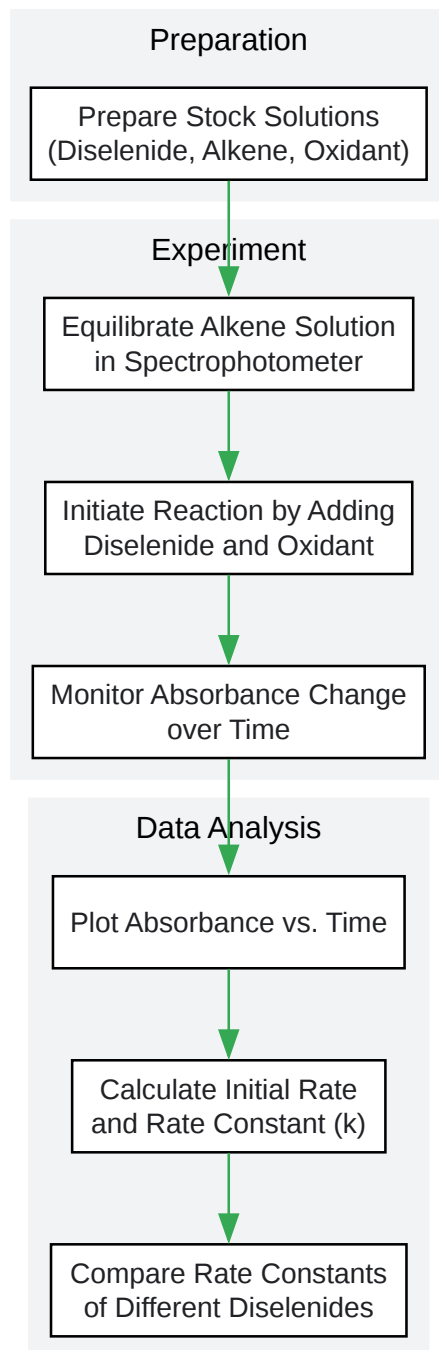 Preparation
Prepare Stock Solutions
(Diselenide, Alkene, Oxidant)
Experiment
Equilibrate Alkene Solution
in Spectrophotometer
Initiate Reaction by Adding
Diselenide and Oxidant
Monitor Absorbance Change
over Time
Data Analysis
Plot Absorbance vs. Time
Calculate Initial Rate
and Rate Constant (k)
Compare Rate Constants
of Different Diselenides